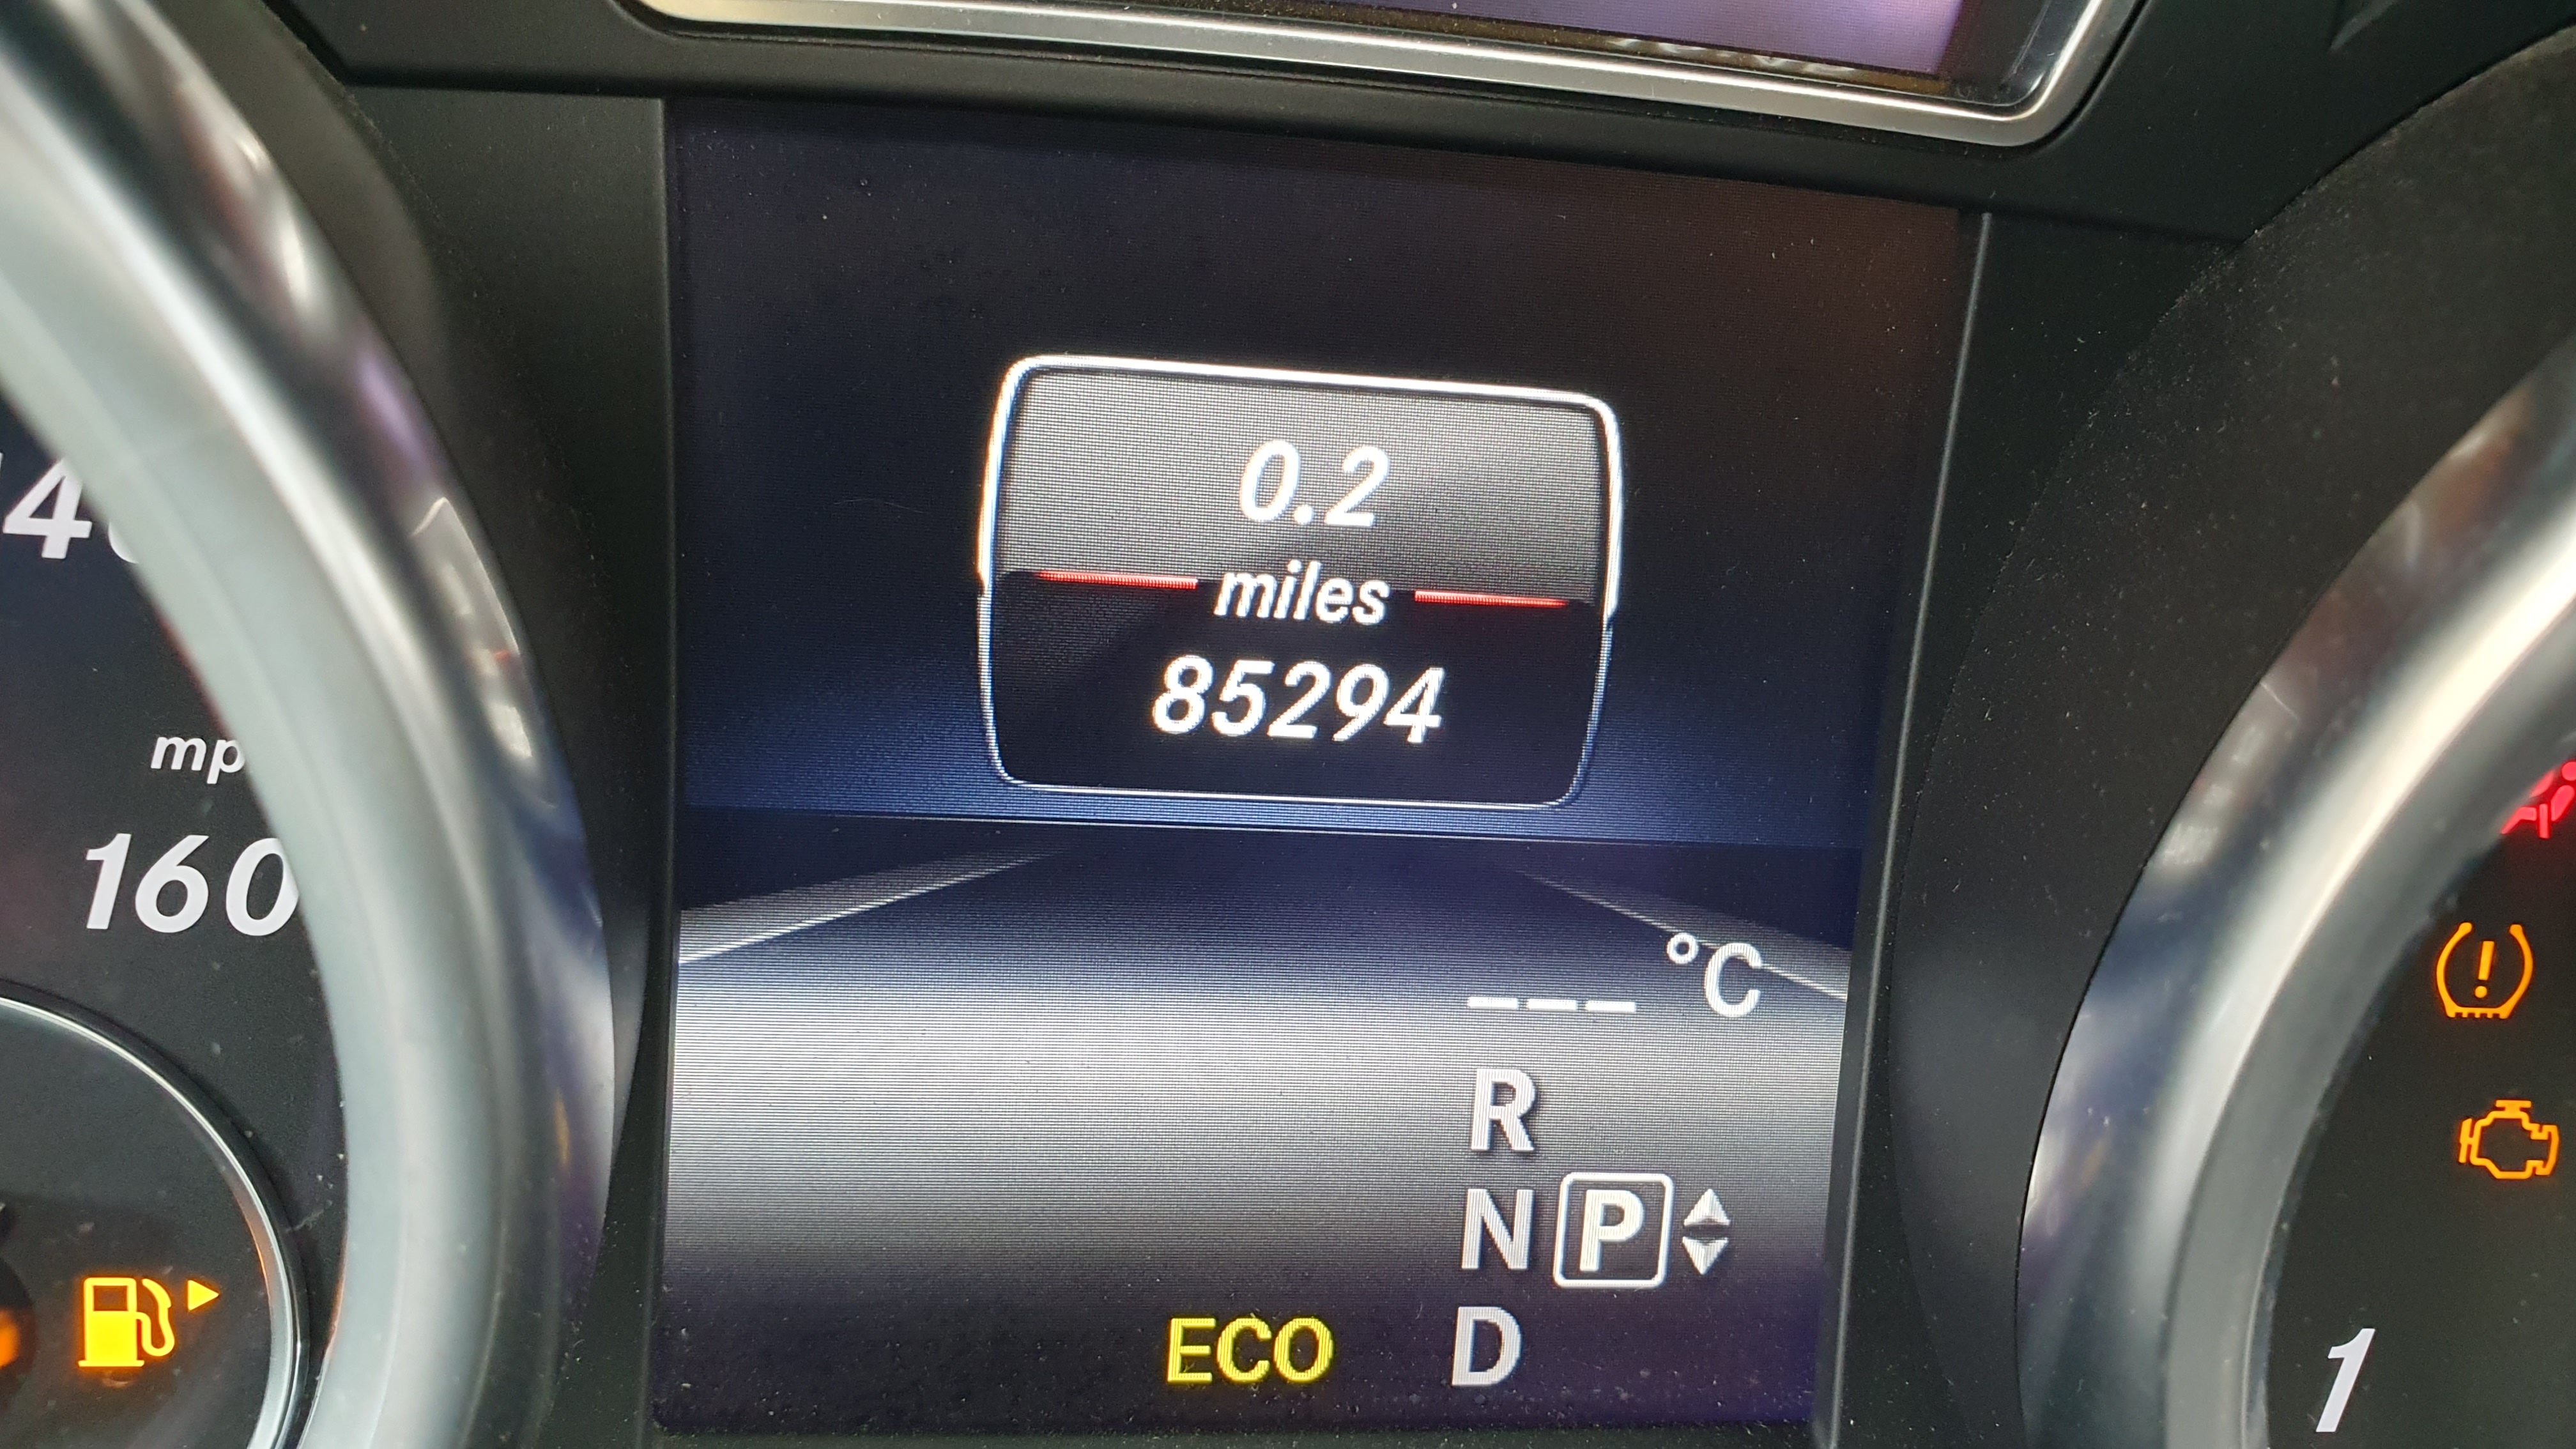 mp
160
0.2
miles
85294
--- °C
R
N P
ECO D
1